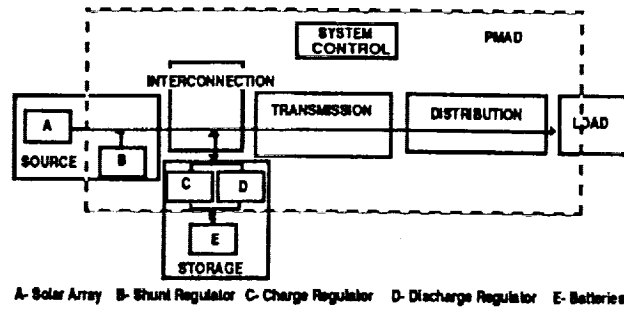 SYSTEM
CONTROL
PMAD
INTERCONNECTION
TRANSMISSION
DISTRIBUTION
LOAD
A
SOURCE
B
C
D
E
STORAGE
A- Solar Array B- Shunt Regulator C- Charge Regulator D- Discharge Regulator E- Batteries